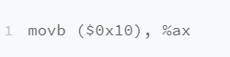 1 movb ($0x10), %ax